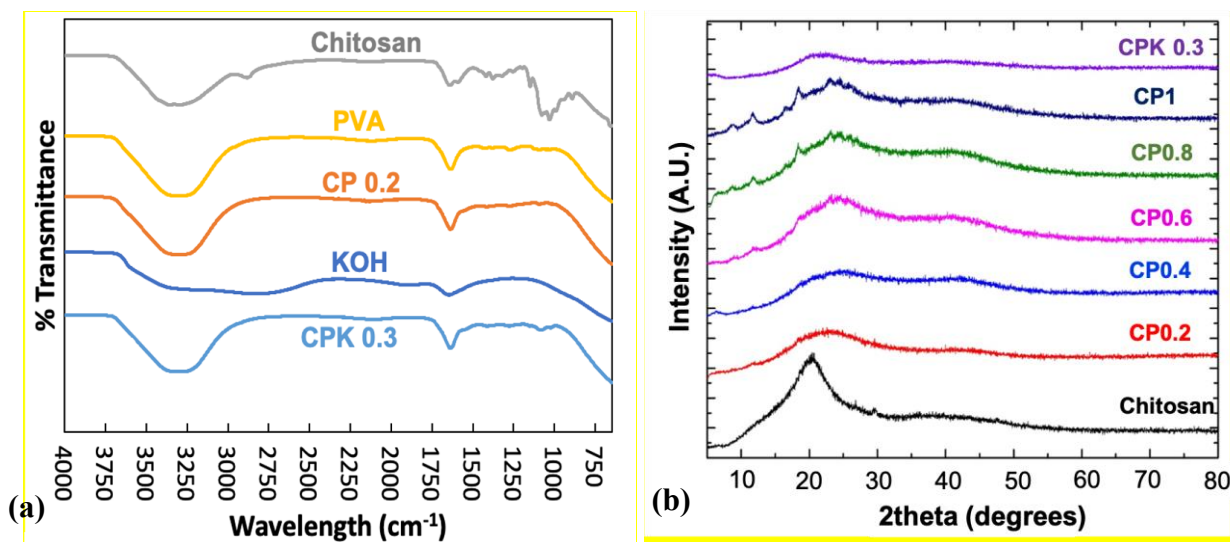 Chitosan
PVA
CP 0.2
KOH
CPK 0.3
% Transmittance
4000 3750 3500 3250 3000 2750 2500 2250 2000 1750 1500 1250 1000 750
Wavelength (cm-1)
(a)
CPK 0.3
CP1
CP0.8
CP0.6
CP0.4
CP0.2
Chitosan
Intensity (A.U.)
10 20 30 40 50 60 70 80
2theta (degrees)
(b)